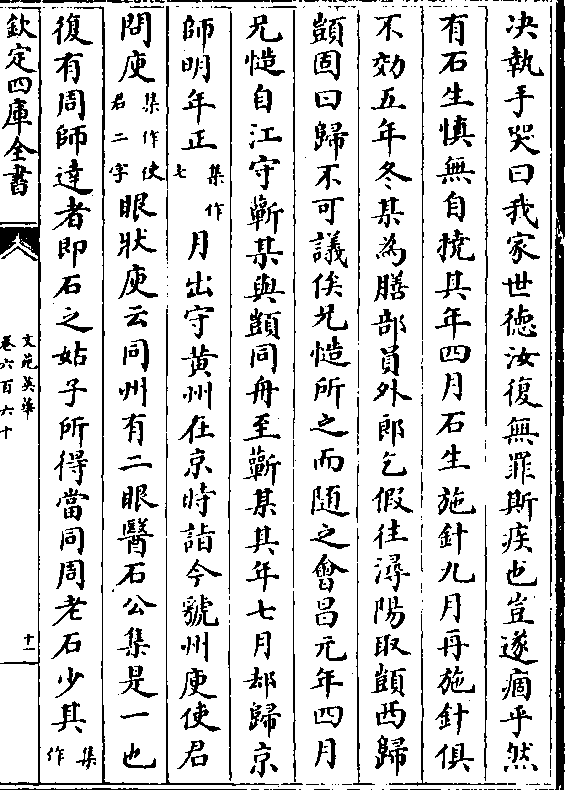 决執手哭曰我家世德汝復無罪斯疾也豈遂痼乎然
有石生慎無自撓其年四月石生施針九月再施針俱
不効五年冬某為膳部員外郎乞假往潯陽取顗西歸
顗固曰歸不可議俟兄慥所之而随之會昌元年四月
兄慥自江守蘄某與顗同舟至蘄某其年七月却歸京
師明年正集作七月出守黄州在京時詣今虢州庾使君
問庾集作使君二字眼狀庾云同州有二眼醫石公集是一也
復有周師達者即石之姑子所得當同周老石少其集作
欽定四庫全書
文苑英華
卷六百六十
十一